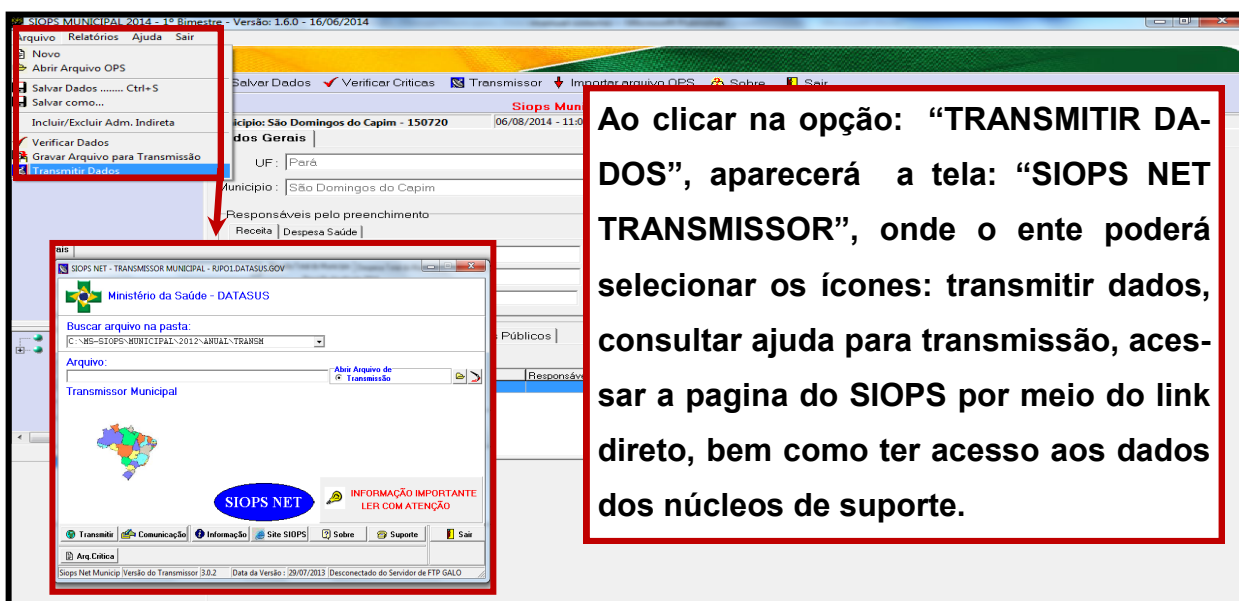 SIOPS MUNICIPAL 2014 - 1º Bimestre - Versão: 1.6.0 - 16/06/2014
Arquivo Relatórios Ajuda Sair
Novo
Abrir Arquivo OPS
Salvar Dados ........ Ctrl+S
Salvar como...
Incluir/Excluir Adm. Indireta
Verificar Dados
Gravar Arquivo para Transmissão
Transmitir Dados
Salvar Dados Verificar Criticas Transmissor Importar arquivo OPS Sobre Sair
Siops Muni
icipio: São Domingos do Capim - 150720 06/08/2014 - 11:0
dos Gerais
UF: Pará
Municipio: São Domingos do Capim
Responsáveis pelo preenchimento
Receita Despesa Saúde
s Públicos
Responsáve
Ao clicar na opção: “TRANSMITIR DA-
DOS”, aparecerá a tela: “SIOPS NET
TRANSMISSOR”, onde o ente poderá
selecionar os ícones: transmitir dados,
consultar ajuda para transmissão, aces-
sar a pagina do SIOPS por meio do link
direto, bem como ter acesso aos dados
dos núcleos de suporte.
ais
SIOPS NET - TRANSMISSOR MUNICIPAL - RJPO1.DATASUS.GOV
Ministério da Saúde - DATASUS
Buscar arquivo na pasta:
C:\MS-SIOPS\MUNICIPAL\2012\ANUAL\TRANSM
Arquivo:
Abrir Arquivo de
Transmissão
Transmissor Municipal
SIOPS NET
INFORMAÇÃO IMPORTANTE
LER COM ATENÇÃO
Transmitir Comunicação Informação Site SIOPS Sobre Suporte Sair
Arq.Critica
Siops Net Municip Versão do Transmissor 3.0.2 Data da Versão : 29/07/2013 Desconectado do Servidor de FTP GALO